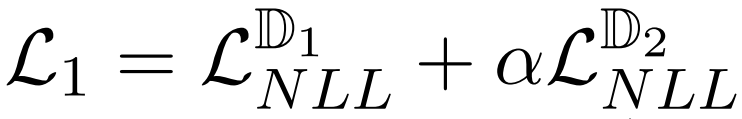 ℒ₁ = ℒ_{NLL}^{𝔻₁} + αℒ_{NLL}^{𝔻₂}